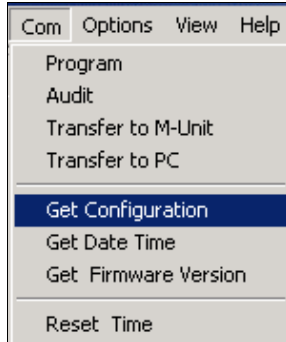 Com Options View Help
Program
Audit
Transfer to M-Unit
Transfer to PC
Get Configuration
Get Date Time
Get Firmware Version
Reset Time